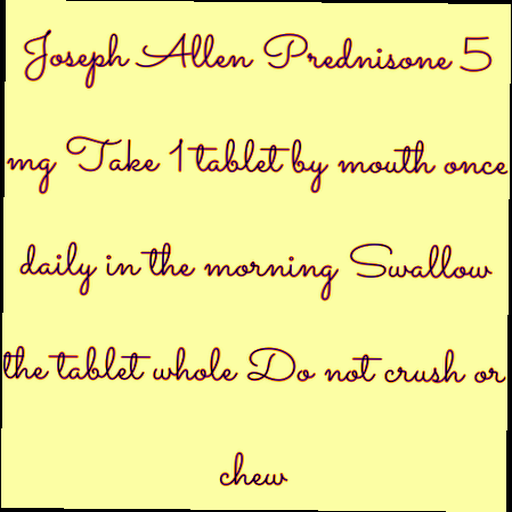 Joseph Allen Prednisone 5
mg Take 1 tablet by mouth once
daily in the morning Swallow
the tablet whole Do not crush or
chew